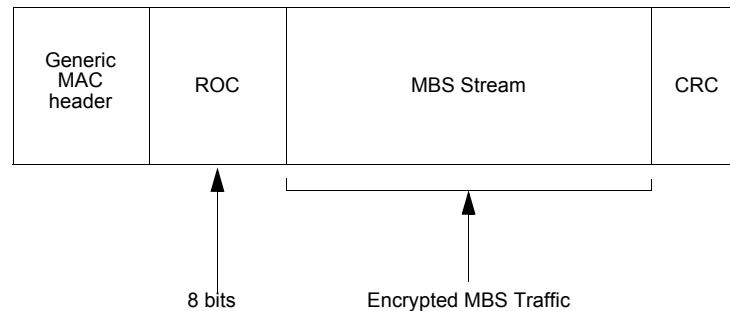 Generic
MAC
header
ROC
MBS Stream
CRC
8 bits
Encrypted MBS Traffic